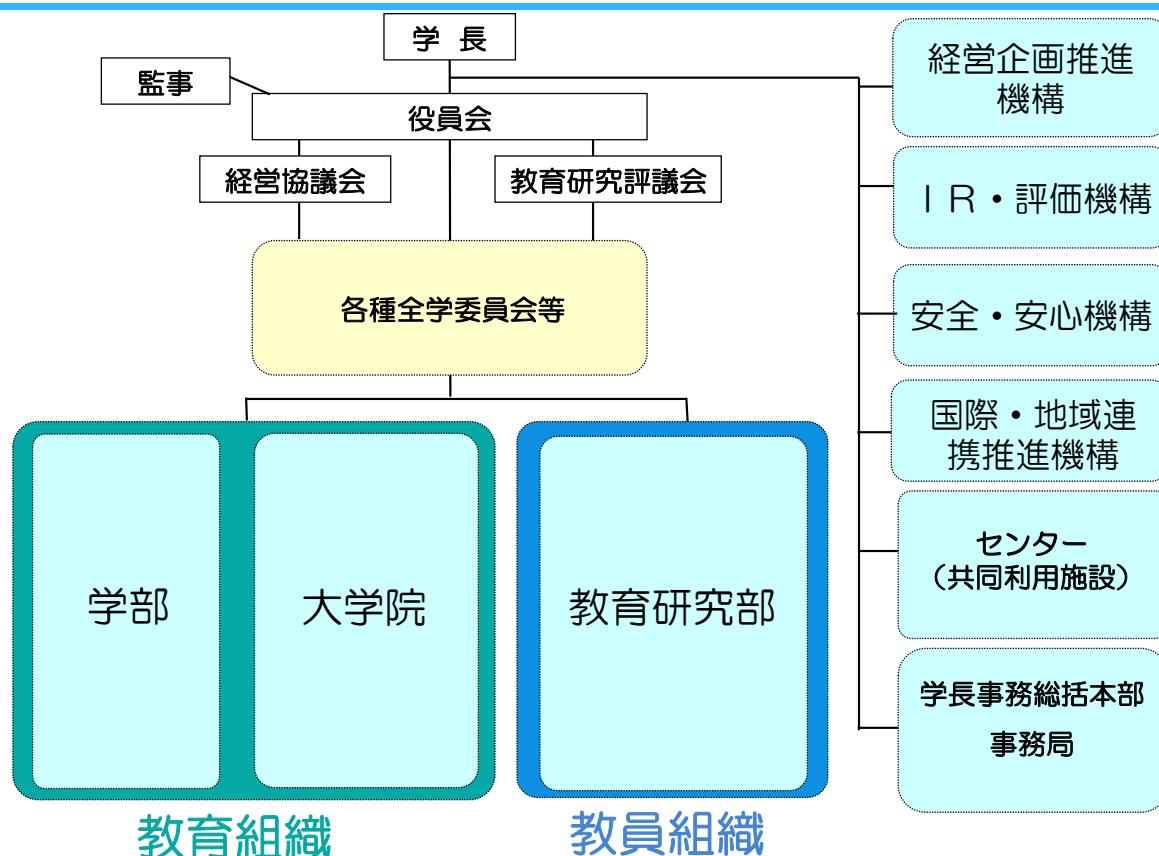 学 長
監事
役員会
経営協議会
教育研究評議会
各種全学委員会等
学部
大学院
教育研究部
教育組織
教員組織
経営企画推進
機構
ＩＲ・評価機構
安全・安心機構
国際・地域連
携推進機構
センター
（共同利用施設）
学長事務総括本部
事務局